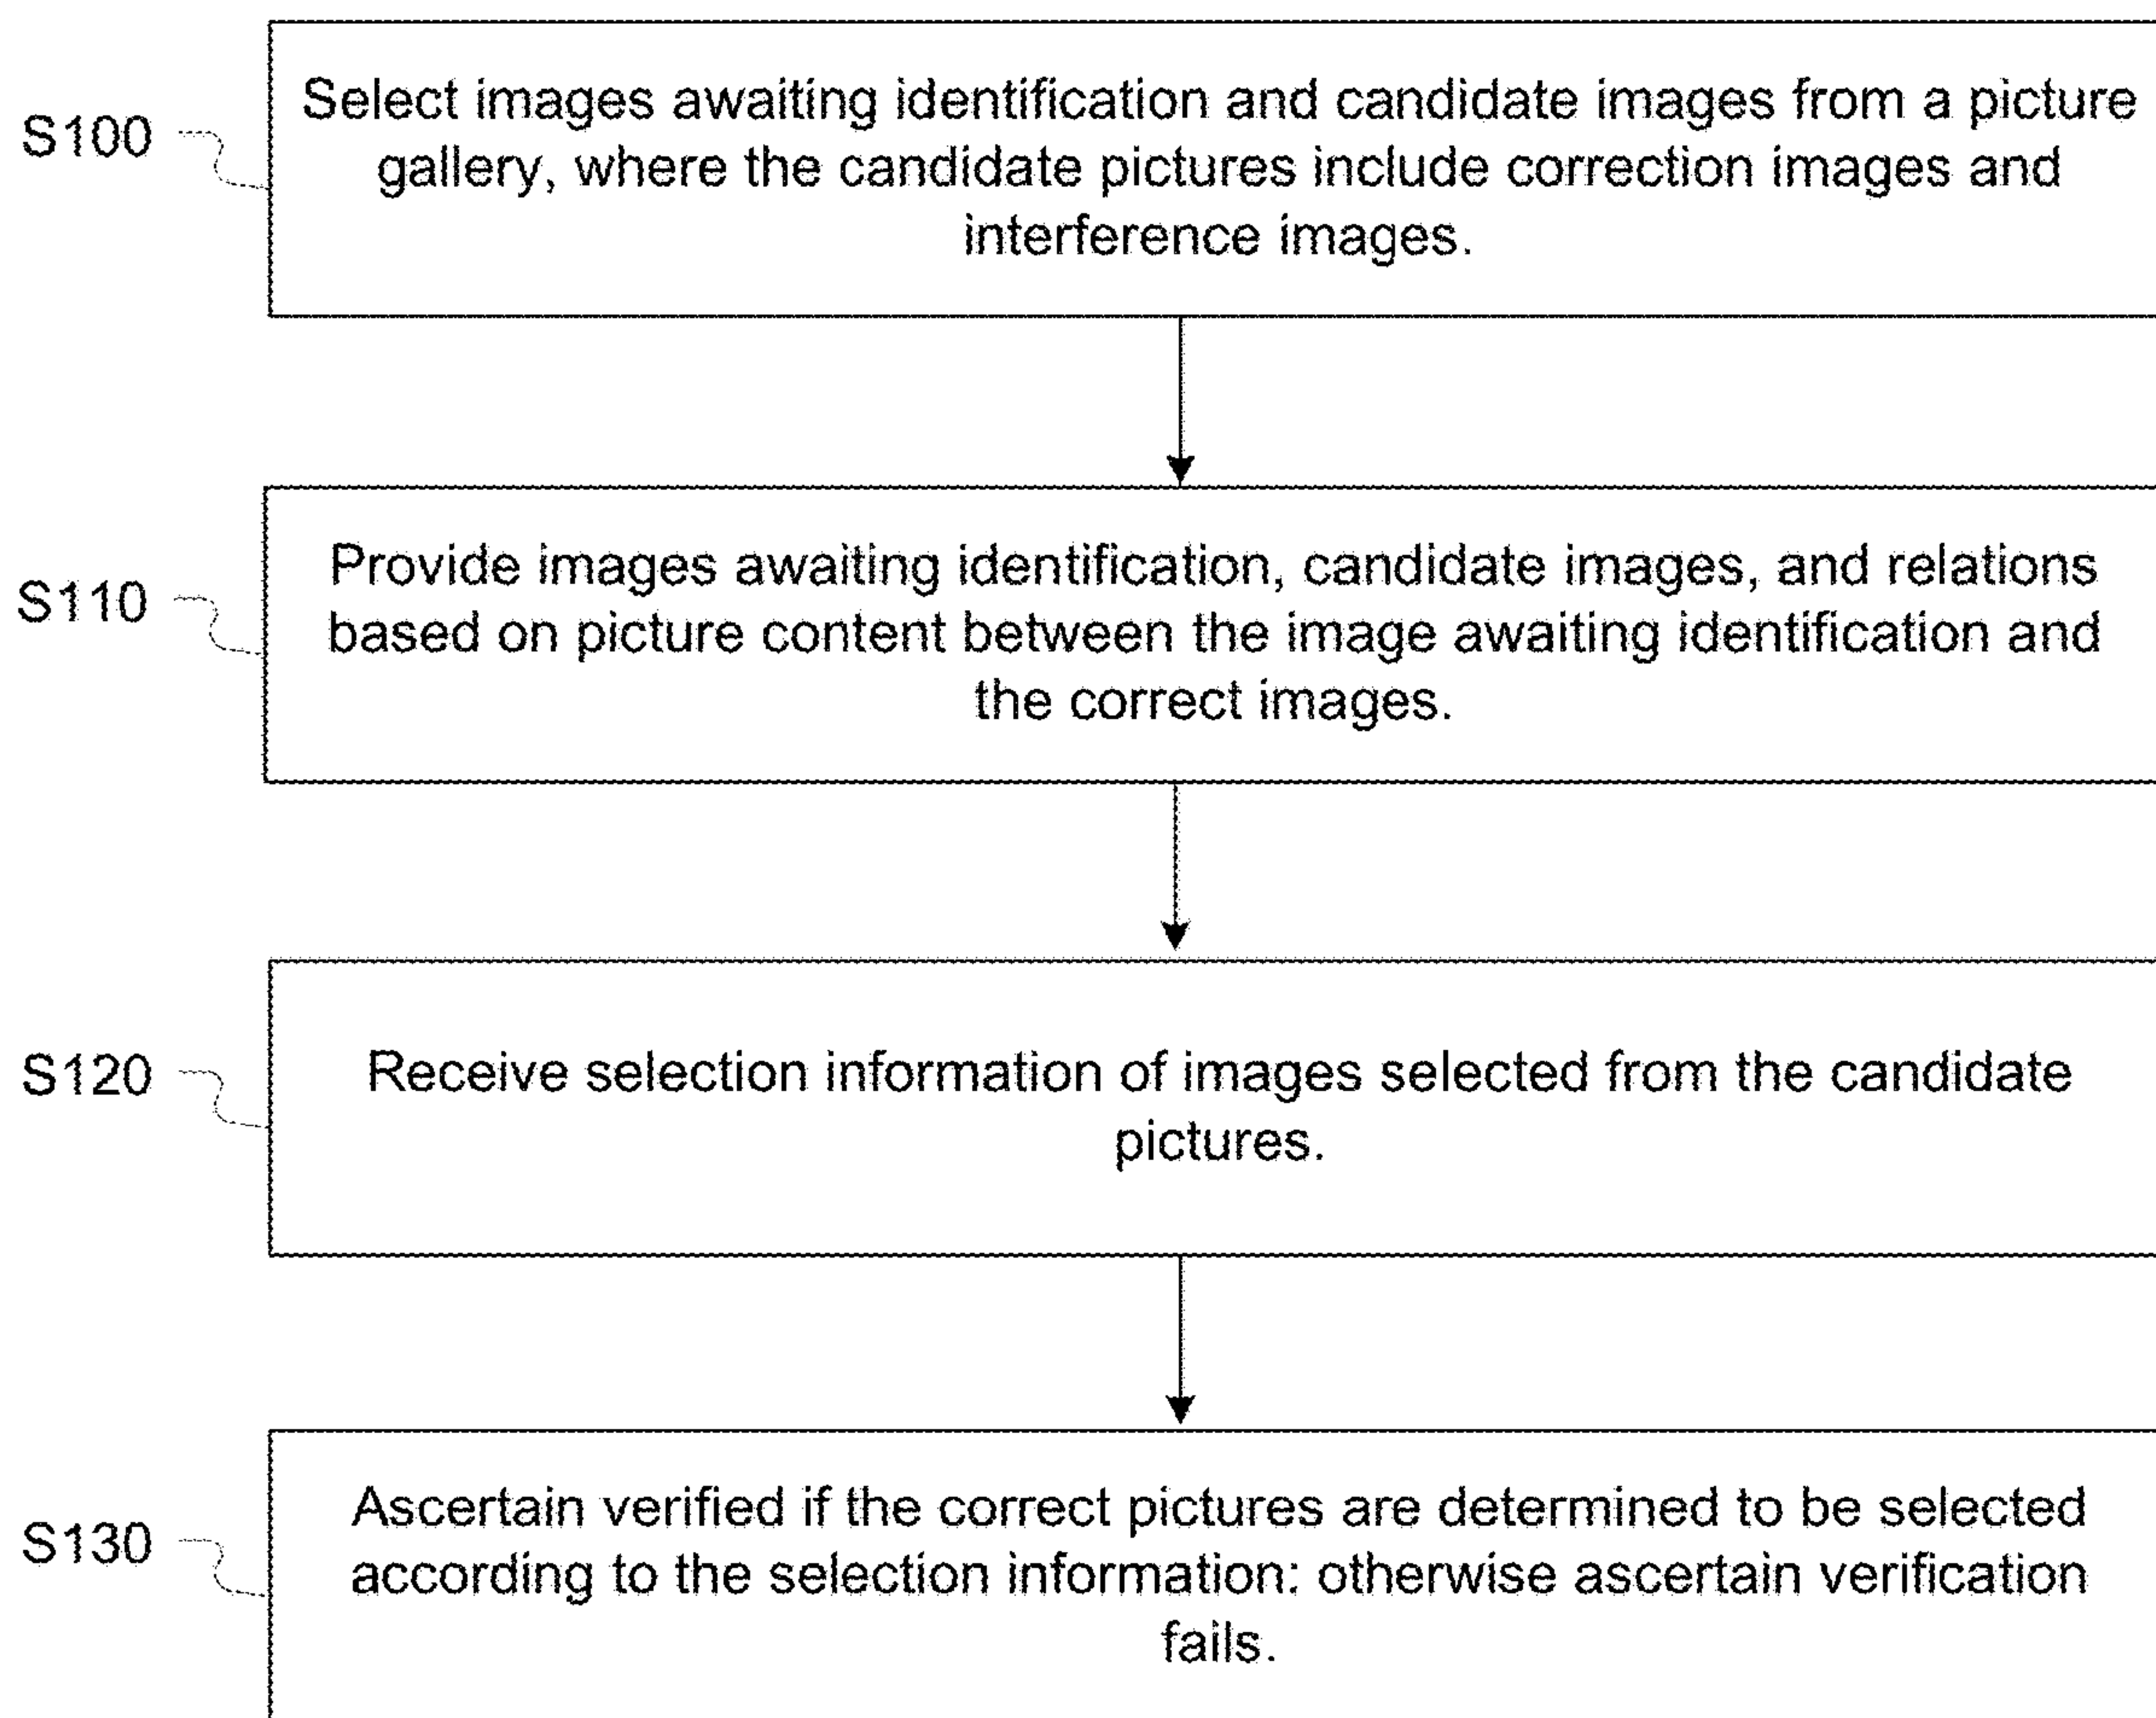 S100
Select images awaiting identification and candidate images from a picture
gallery, where the candidate pictures include correction images and
interference images.
S110
Provide images awaiting identification, candidate images, and relations
based on picture content between the image awaiting identification and
the correct images.
S120
Receive selection information of images selected from the candidate
pictures.
S130
Ascertain verified if the correct pictures are determined to be selected
according to the selection information: otherwise ascertain verification
fails.